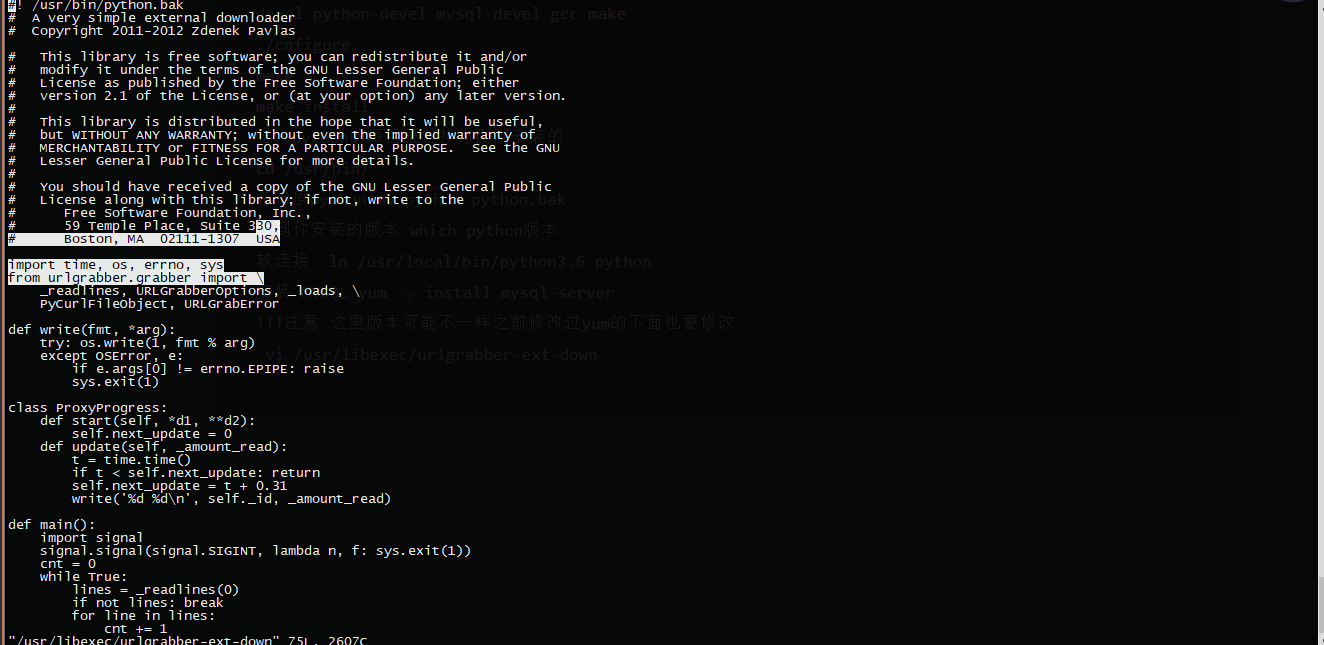 #! /usr/bin/python.bak
#  A very simple external downloader
#  Copyright 2011-2012 Zdenek Pavlas

#   This library is free software; you can redistribute it and/or
#   modify it under the terms of the GNU Lesser General Public
#   License as published by the Free Software Foundation; either
#   version 2.1 of the License, or (at your option) any later version.
#
#   This library is distributed in the hope that it will be useful,
#   but WITHOUT ANY WARRANTY; without even the implied warranty of
#   MERCHANTABILITY or FITNESS FOR A PARTICULAR PURPOSE.  See the GNU
#   Lesser General Public License for more details.
#
#   You should have received a copy of the GNU Lesser General Public
#   License along with this library; if not, write to the
#      Free Software Foundation, Inc.,
#      59 Temple Place, Suite 330,
#      Boston, MA  02111-1307  USA

import time, os, errno, sys
from urlgrabber.grabber import \
    _readlines, URLGrabberOptions, _loads, \
    PyCurlFileObject, URLGrabError

def write(fmt, *arg):
    try: os.write(1, fmt % arg)
    except OSError, e:
        if e.args[0] != errno.EPIPE: raise
        sys.exit(1)

class ProxyProgress:
    def start(self, *d1, **d2):
        self.next_update = 0
    def update(self, _amount_read):
        t = time.time()
        if t < self.next_update: return
        self.next_update = t + 0.31
        write('%d %d\n', self._id, _amount_read)

def main():
    import signal
    signal.signal(signal.SIGINT, lambda n, f: sys.exit(1))
    cnt = 0
    while True:
        lines = _readlines(0)
        if not lines: break
        for line in lines:
            cnt += 1
"/usr/libexec/urlgrabber-ext-down" 75L, 2607C
python-devel mysql-devel gcc make
./cnfigure
make install
cd /usr/bin/
python.bak
你安装的版本 which python版本
软连接  ln /usr/local/bin/python3.6 python
yum -y install mysql-server
!!!注意 这里版本可能不一样之前修改过yum的下面也要修改
vi /usr/libexec/urlgrabber-ext-down